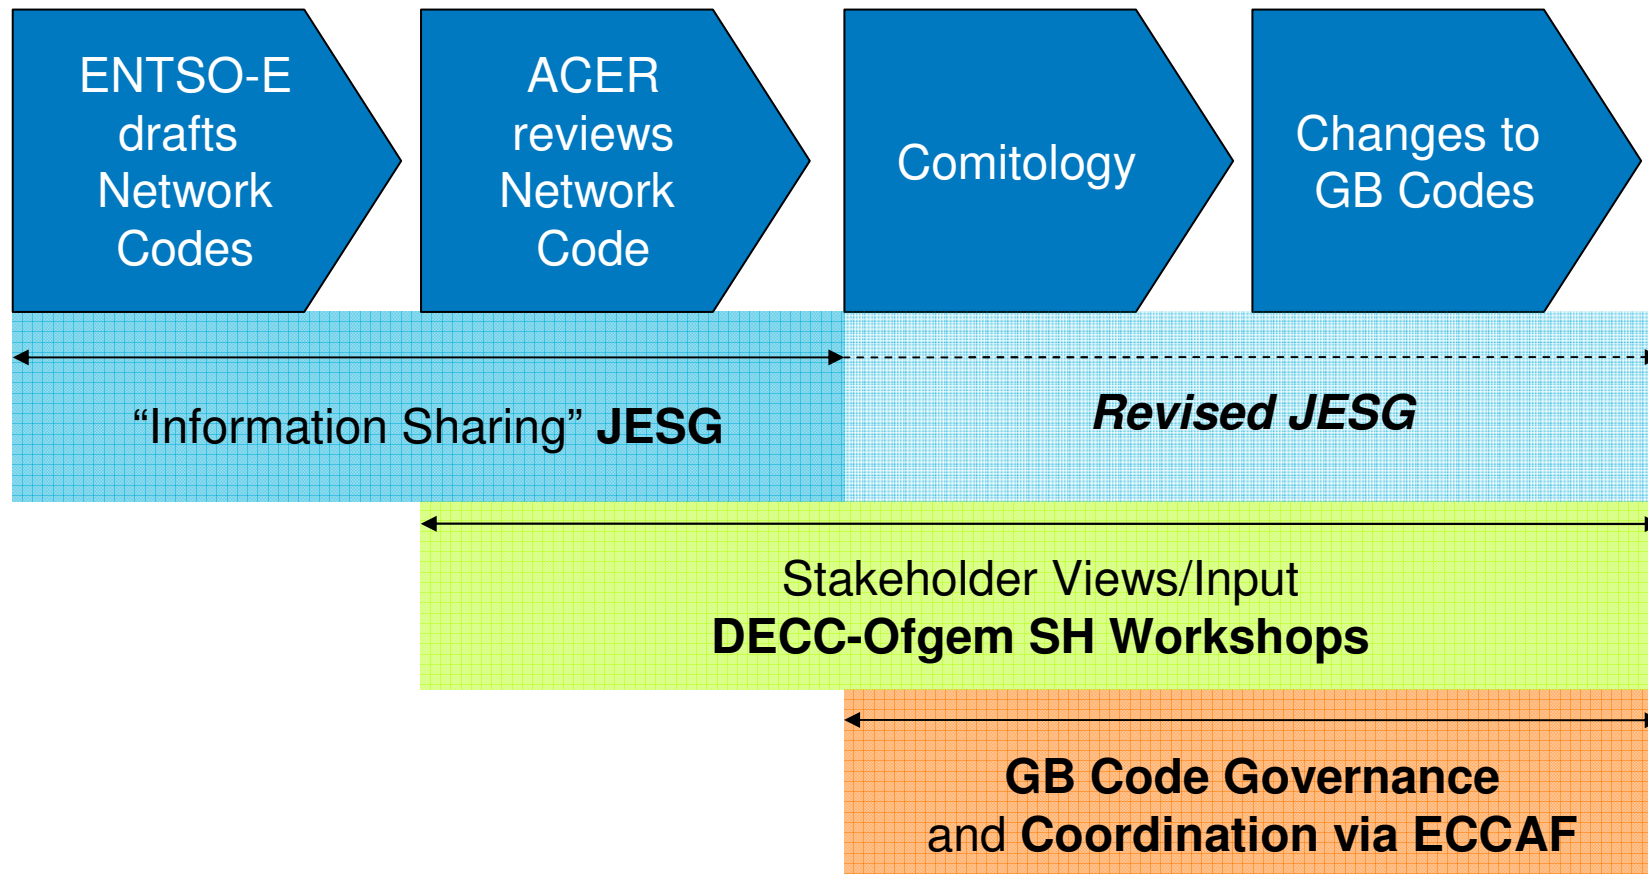 ENTSO-E
drafts
Network
Codes
ACER
reviews
Network
Code
Comitology
Changes to
GB Codes
“Information Sharing” JESG
Revised JESG
Stakeholder Views/Input
DECC-Ofgem SH Workshops
GB Code Governance
and Coordination via ECCAF